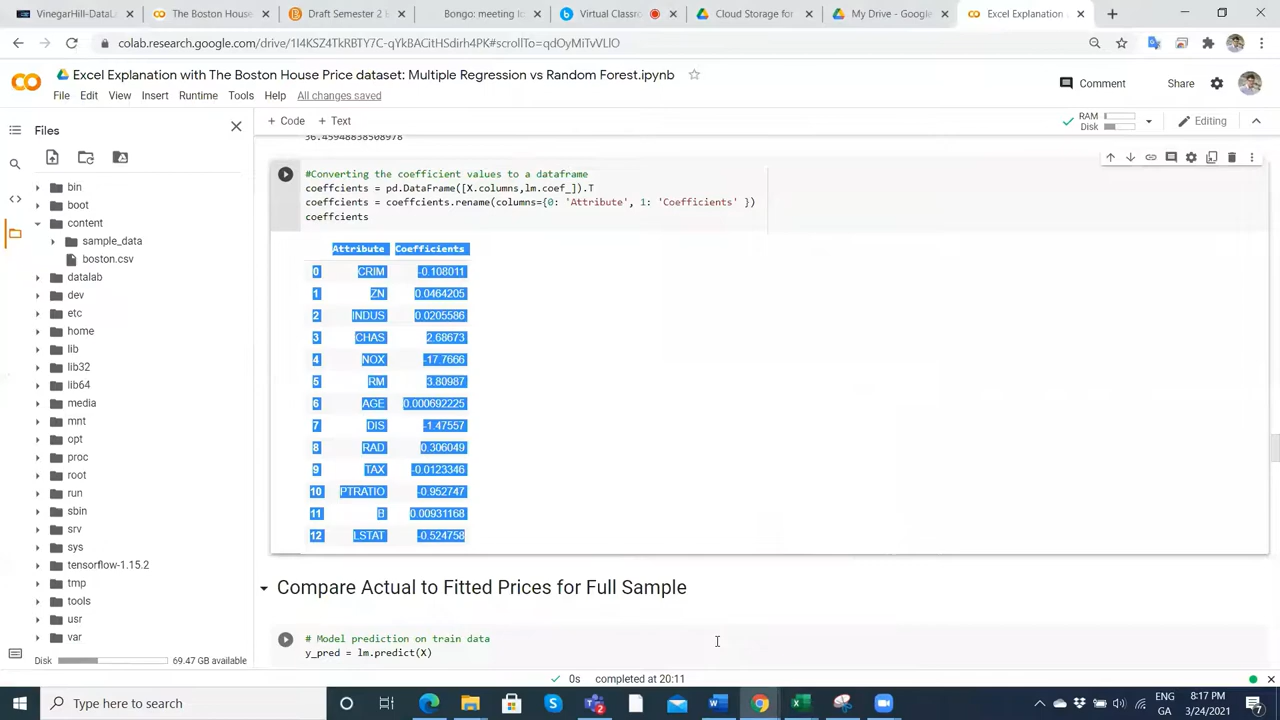 VinegarHill-DataLa
The Boston House
Draft Semester 2 E
Bongo: meeting lo
Virtual Classro
Cloud Storage for
My Drive - Google
Excel Explanation
colab.research.google.com/drive/1I4KSZ4TkRBTY7C-qYkBACitHSdirh4PK#scrollTo=qdOyMiTvVLlO
Excel Explanation with The Boston House Price dataset: Multiple Regression vs Random Forest.ipynb
Comment
Share
File Edit View Insert Runtime Tools Help All changes saved
+ Code + Text
RAM
Disk
Editing
Files
bin
boot
content
sample_data
boston.csv
datalab
dev
etc
home
lib
lib32
lib64
media
mnt
opt
proc
root
run
sbin
srv
sys
tensorflow-1.15.2
tmp
tools
usr
var
Disk
69.47 GB available
36.45948838508978
#Converting the coefficient values to a dataframe
coeffcients = pd.DataFrame([X.columns,lm.coef_]).T
coeffcients = coeffcients.rename(columns={0: 'Attribute', 1: 'Coefficients' })
coeffcients
Attribute Coefficients
0 CRIM -0.108011
1 ZN 0.0464205
2 INDUS 0.0205586
3 CHAS 2.68673
4 NOX -17.7666
5 RM 3.80987
6 AGE 0.000692225
7 DIS -1.47557
8 RAD 0.306049
9 TAX -0.0123346
10 PTRATIO -0.952747
11 B 0.00931168
12 LSTAT -0.524758
Compare Actual to Fitted Prices for Full Sample
# Model prediction on train data
y_pred = lm.predict(X)
0s completed at 20:11
Type here to search
ENG
GA
8:17 PM
3/24/2021